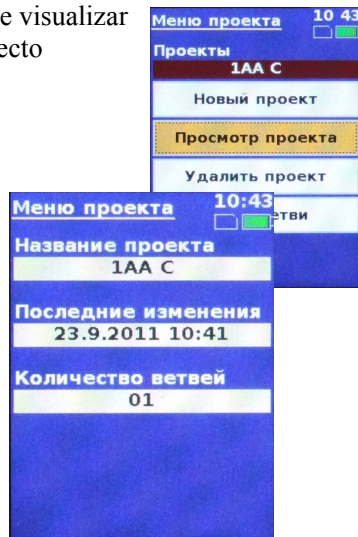 e visualizar
ecto
Меню проекта 10 43
Проекты
1AA C
Новый проект
Просмотр проекта
Удалить проект
етви
Меню проекта 10:43
Название проекта
1AA C
Последние изменения
23.9.2011 10:41
Количество ветвей
01